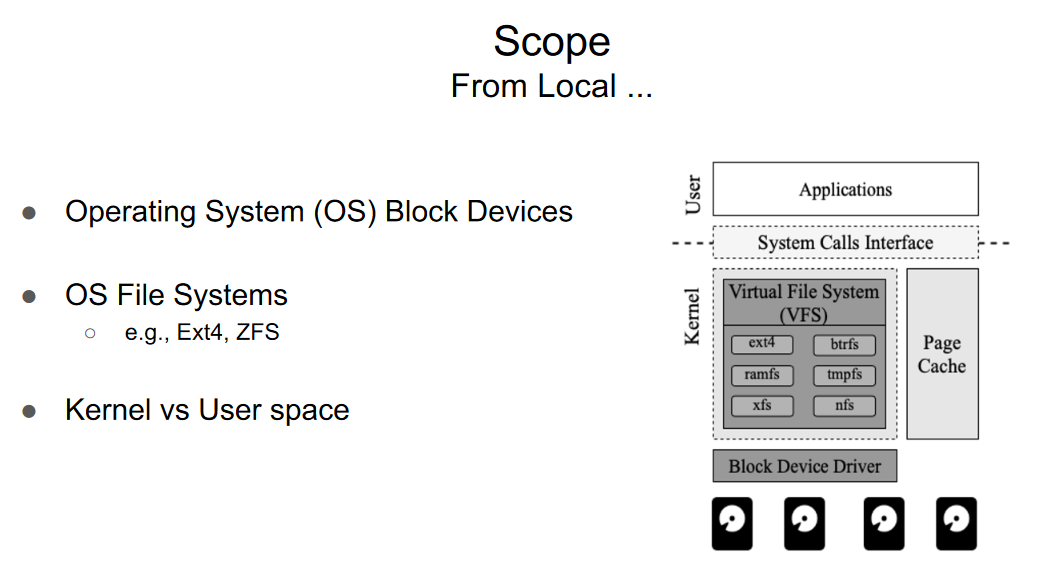 Scope
From Local ...
● Operating System (OS) Block Devices
● OS File Systems
○ e.g., Ext4, ZFS
● Kernel vs User space
User
Applications
System Calls Interface
Kernel
Virtual File System
(VFS)
ext4
btrfs
ramfs
tmpfs
xfs
nfs
Page
Cache
Block Device Driver